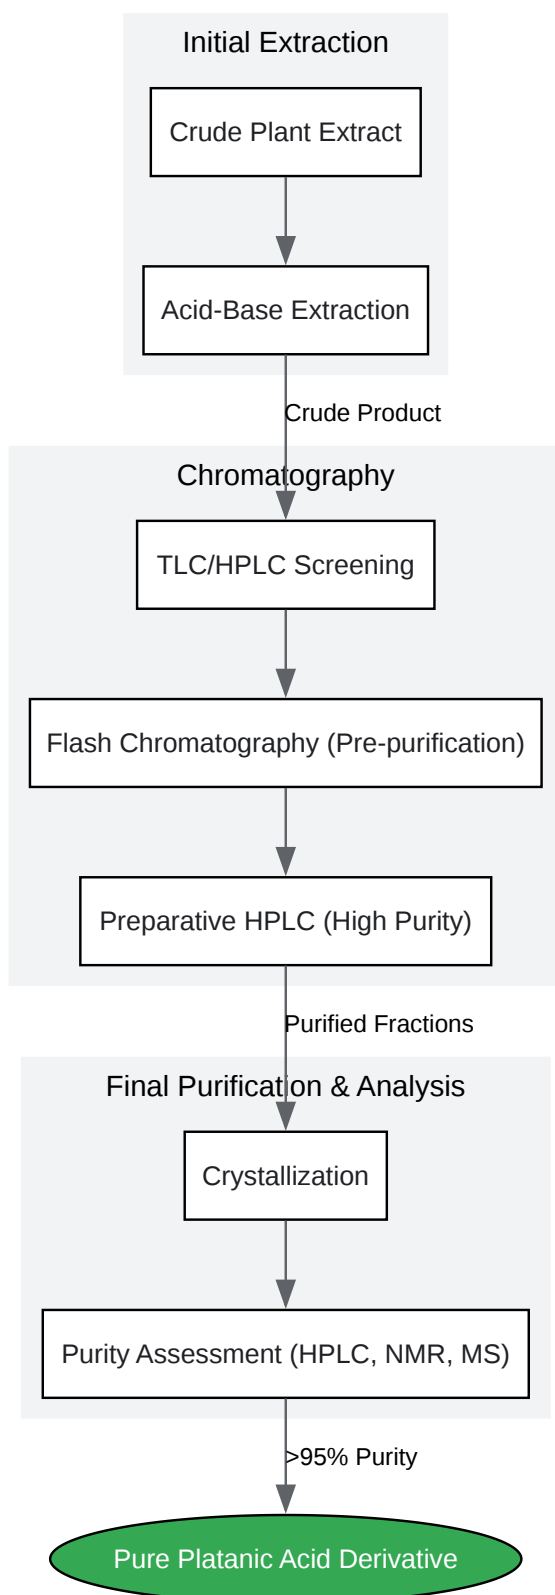 Initial Extraction
Crude Plant Extract
Acid-Base Extraction
Crude Product
Chromatography
TLC/HPLC Screening
Flash Chromatography (Pre-purification)
Preparative HPLC (High Purity)
Purified Fractions
Final Purification & Analysis
Crystallization
Purity Assessment (HPLC, NMR, MS)
>95% Purity
Pure Platanic Acid Derivative